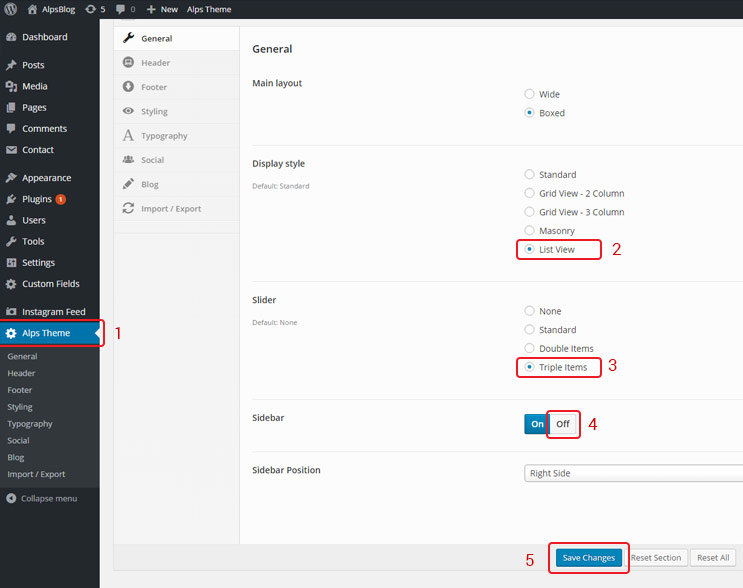 AlpsBlog 5 0 New Alps Theme
Dashboard
Posts
Media
Pages
Comments
Contact
Appearance
Plugins 1
Users
Tools
Settings
Custom Fields
Instagram Feed
Alps Theme 1
General
Header
Footer
Styling
Typography
Social
Blog
Import / Export
Collapse menu
General
Header
Footer
Styling
Typography
Social
Blog
Import / Export
General
Main layout
Wide
Boxed
Display style
Default: Standard
Standard
Grid View - 2 Column
Grid View - 3 Column
Masonry
List View 2
Slider
Default: None
None
Standard
Double Items
Triple Items 3
Sidebar
On Off 4
Sidebar Position
Right Side
5 Save Changes Reset Section Reset All